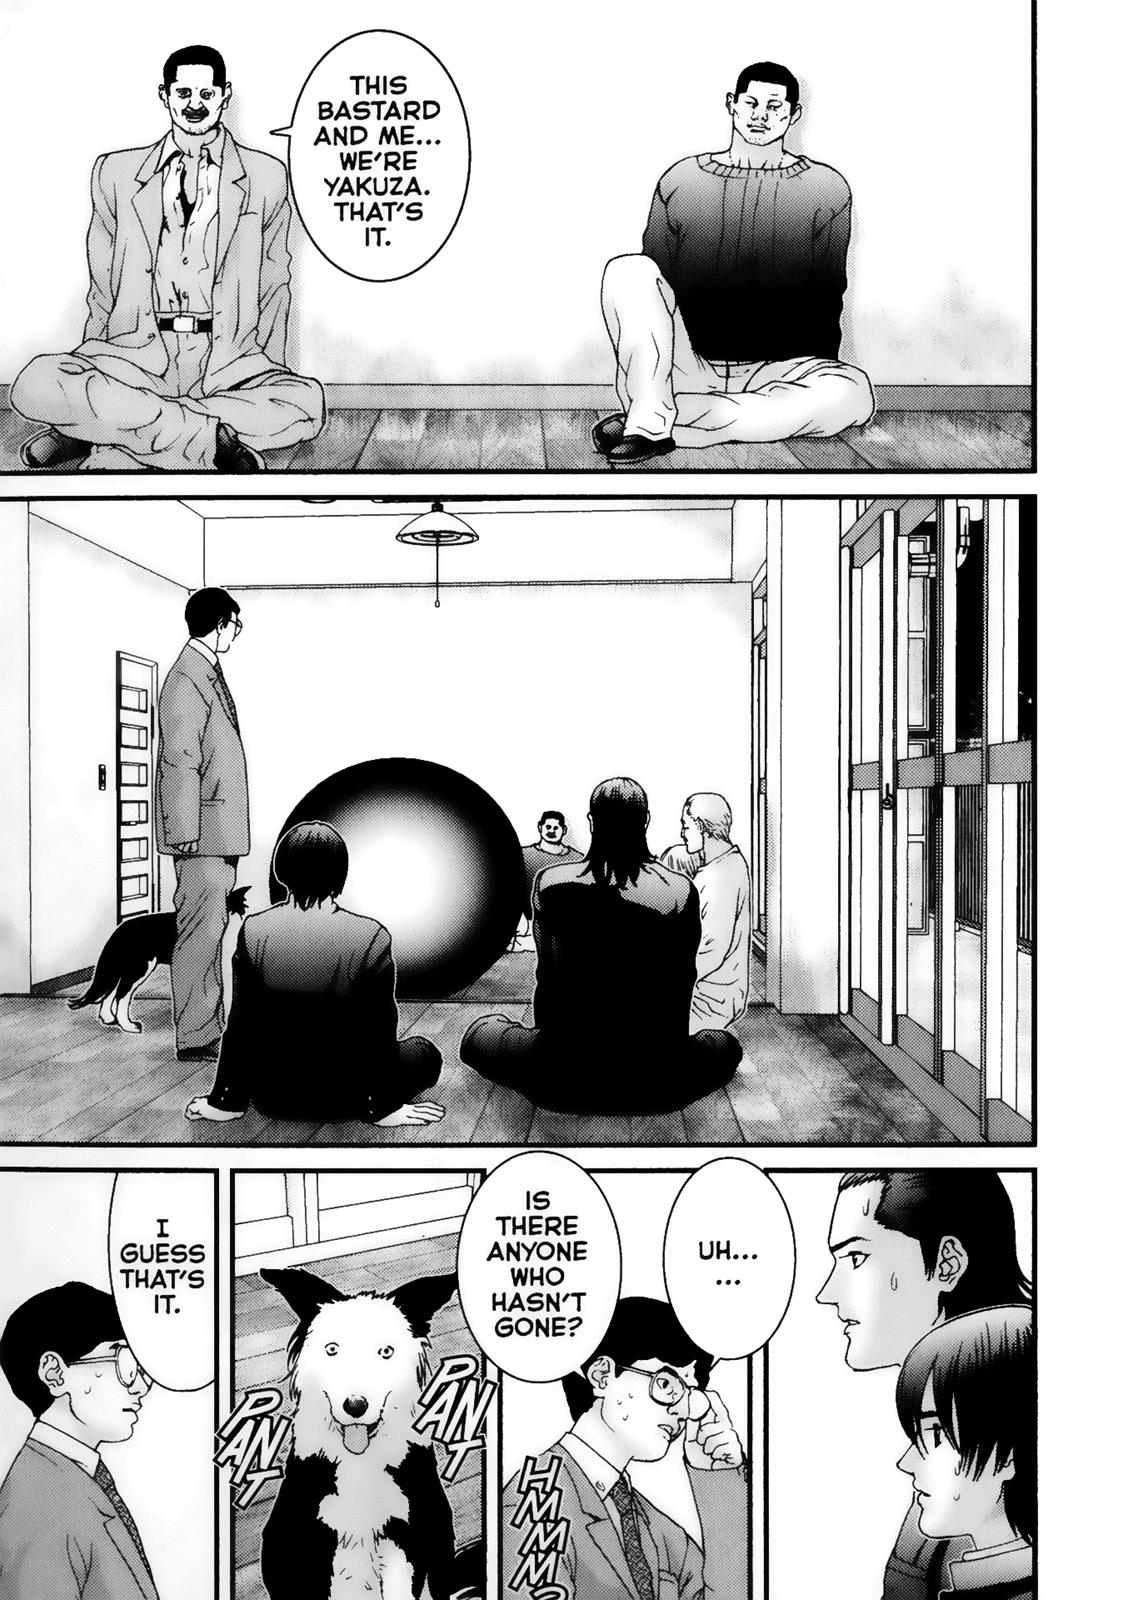 THIS
BASTARD
AND ME...
WE'RE
YAKUZA.
THAT'S
IT.
UH...
...
IS
THERE
ANYONE
WHO
HASN'T
GONE?
HMMM?
PANT
PANT
I
GUESS
THAT'S
IT.